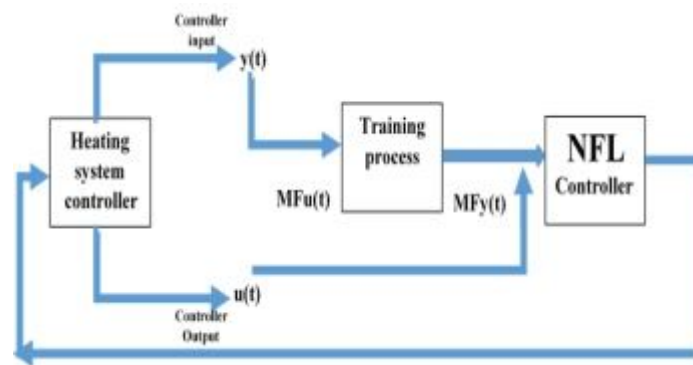 Controller
input
y(t)
Heating
system
controller
Training
process
NFL
Controller
MFu(t)
MFy(t)
u(t)
Controller
Output